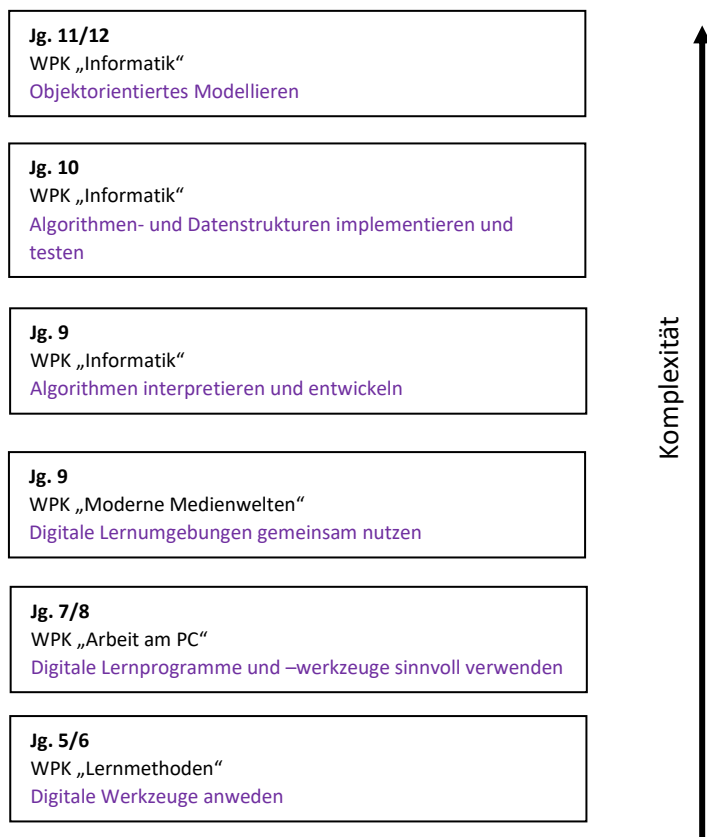 Jg. 11/12
WPK „Informatik“
Objektorientiertes Modellieren
Jg. 10
WPK „Informatik“
Algorithmen- und Datenstrukturen implementieren und
testen
Jg. 9
WPK „Informatik“
Algorithmen interpretieren und entwickeln
Jg. 9
WPK „Moderne Medienwelten“
Digitale Lernumgebungen gemeinsam nutzen
Jg. 7/8
WPK „Arbeit am PC“
Digitale Lernprogramme und –werkzeuge sinnvoll verwenden
Jg. 5/6
WPK „Lernmethoden“
Digitale Werkzeuge anweden
Komplexität